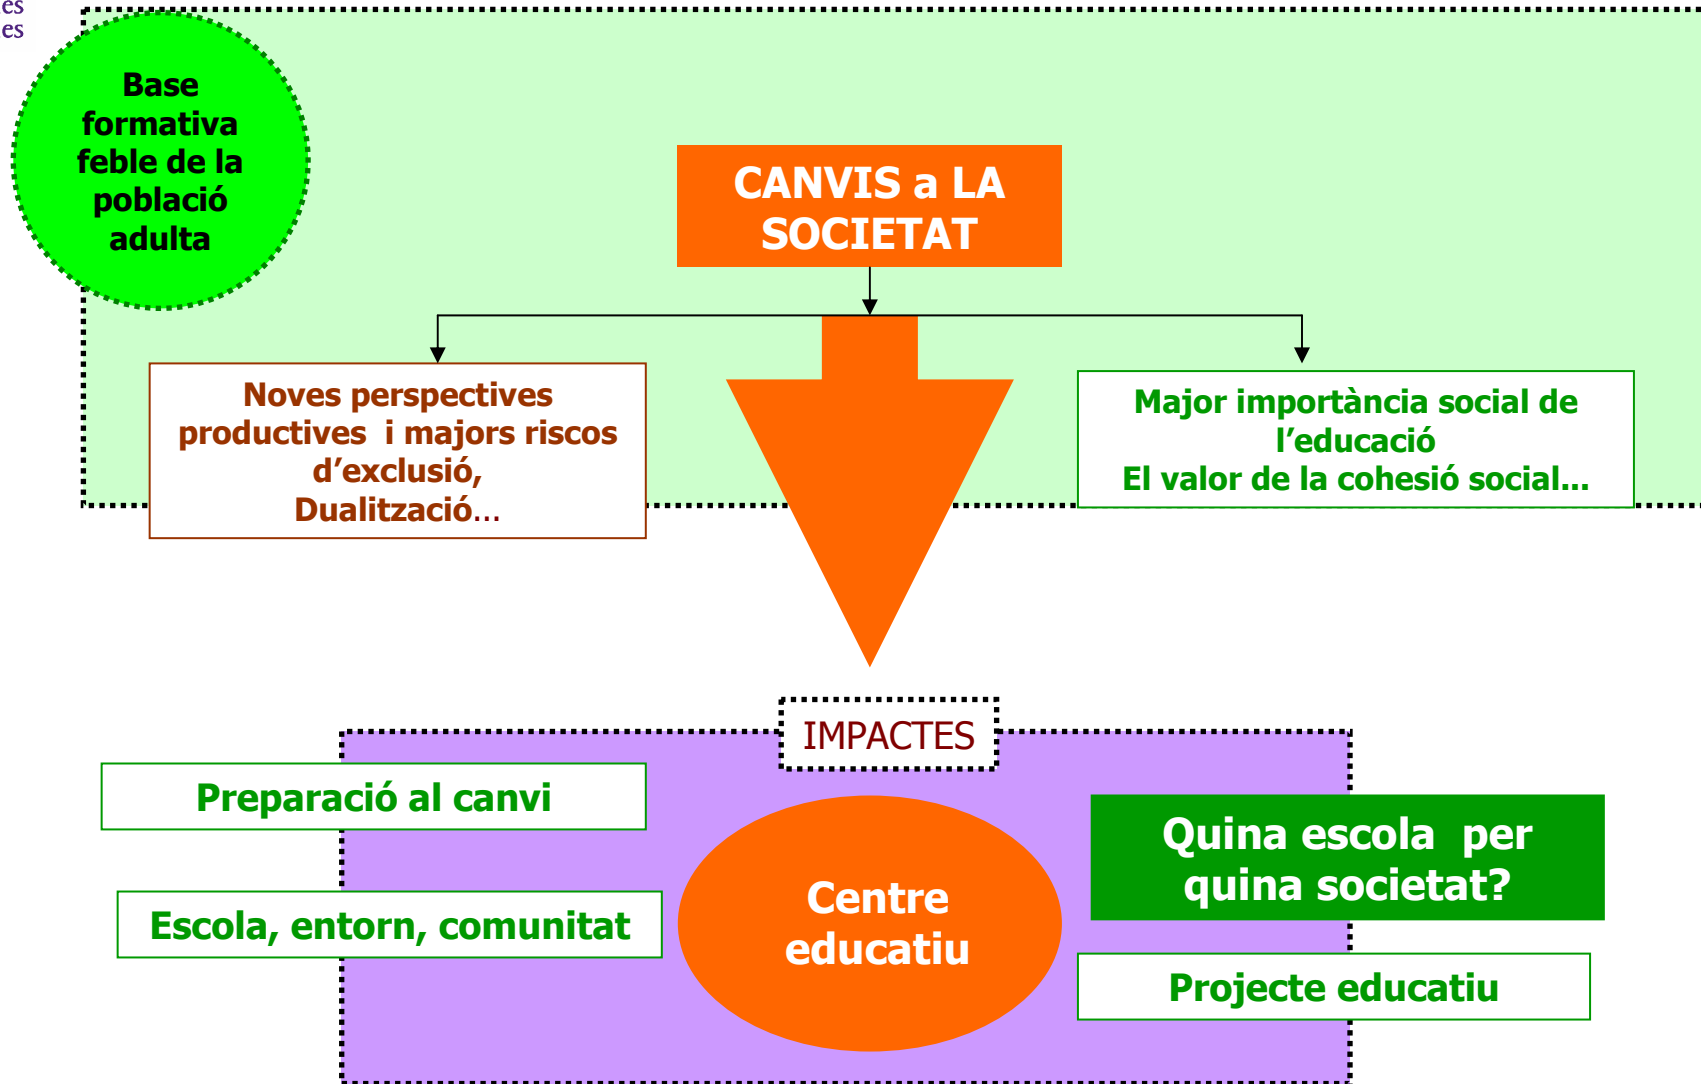 es
es
Base
formativa
feble de la
població
adulta
CANVIS a LA
SOCIETAT
Noves perspectives
productives i majors riscos
d’exclusió,
Dualització...
Major importància social de
l’educació
El valor de la cohesió social...
IMPACTES
Preparació al canvi
Escola, entorn, comunitat
Centre
educatiu
Quina escola per
quina societat?
Projecte educatiu